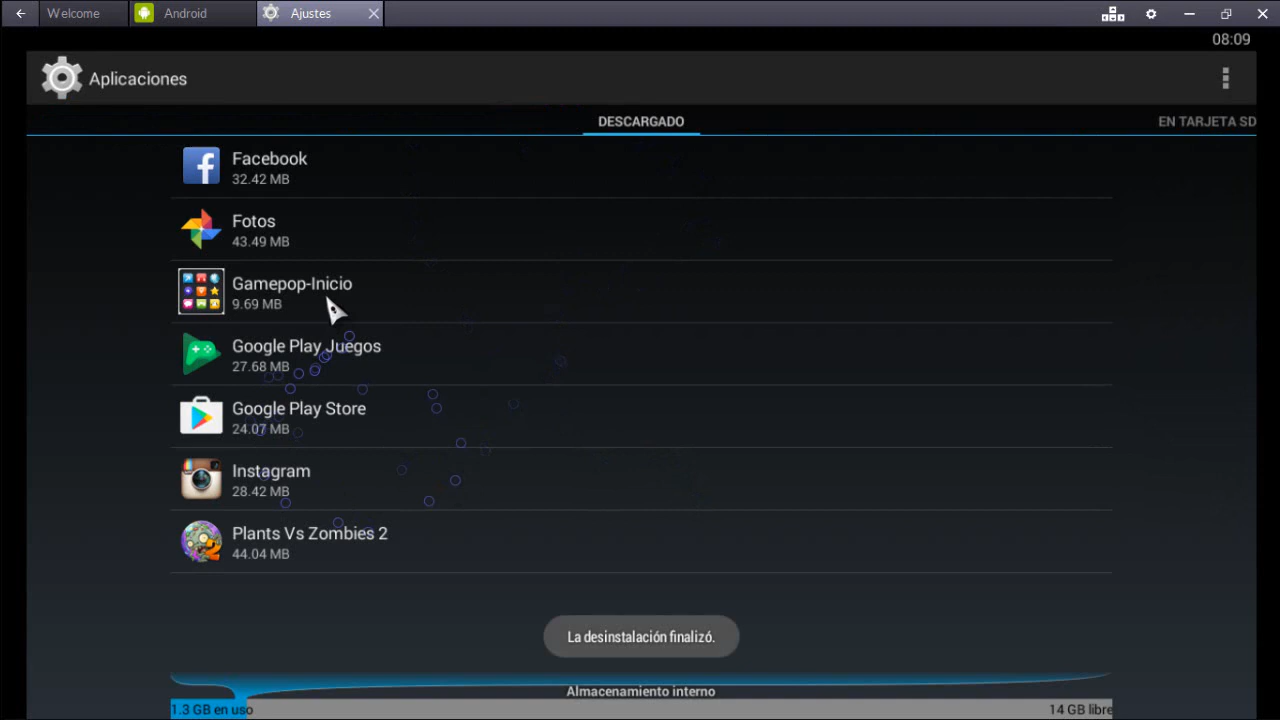 Welcome
Android
Ajustes
08:09
Aplicaciones
DESCARGADO
EN TARJETA SD
Facebook
32.42 MB
Fotos
43.49 MB
Gamepop-Inicio
9.69 MB
Google Play Juegos
27.68 MB
Google Play Store
24.07 MB
Instagram
28.42 MB
Plants Vs Zombies 2
44.04 MB
La desinstalación finalizó.
Almacenamiento interno
1.3 GB en uso
14 GB libre